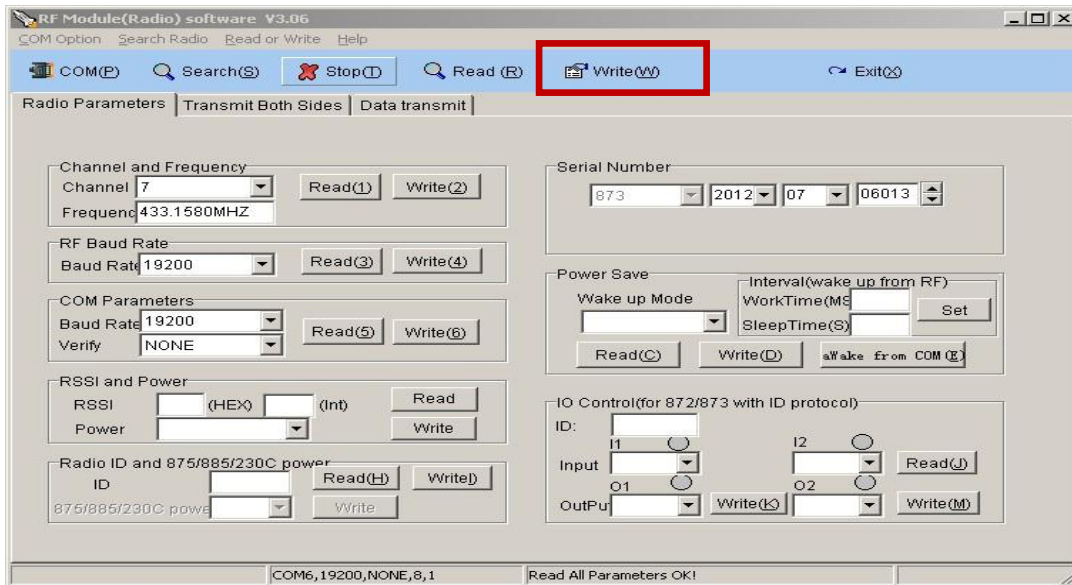 RF Module(Radio) software V3.06
COM Option Search Radio Read or Write Help
COM(P) Search(S) Stop(T) Read (R) Write(W) Exit(X)
Radio Parameters Transmit Both Sides Data transmit
Channel and Frequency
Channel 7 Read(1) Write(2)
Frequenc 433.1580MHZ
RF Baud Rate
Baud Rate 19200 Read(3) Write(4)
COM Parameters
Baud Rate 19200 Read(5) Write(6)
Verify NONE
RSSI and Power
RSSI (HEX) (Int) Read
Power Write
Radio ID and 875/885/230C power
ID Read(H) WriteI)
875/885/230C powe Write
Serial Number
873 2012 07 06013
Power Save
Interval(wake up from RF)
Wake up Mode WorkTime(MS Set
SleepTime(S)
Read(C) Write(D) aWake from COM(E)
IO Control(for 872/873 with ID protocol)
ID:
I1 I2
Input Read(J)
O1 O2
OutPu Write(K) Write(M)
COM6,19200,NONE,8,1 Read All Parameters OK!